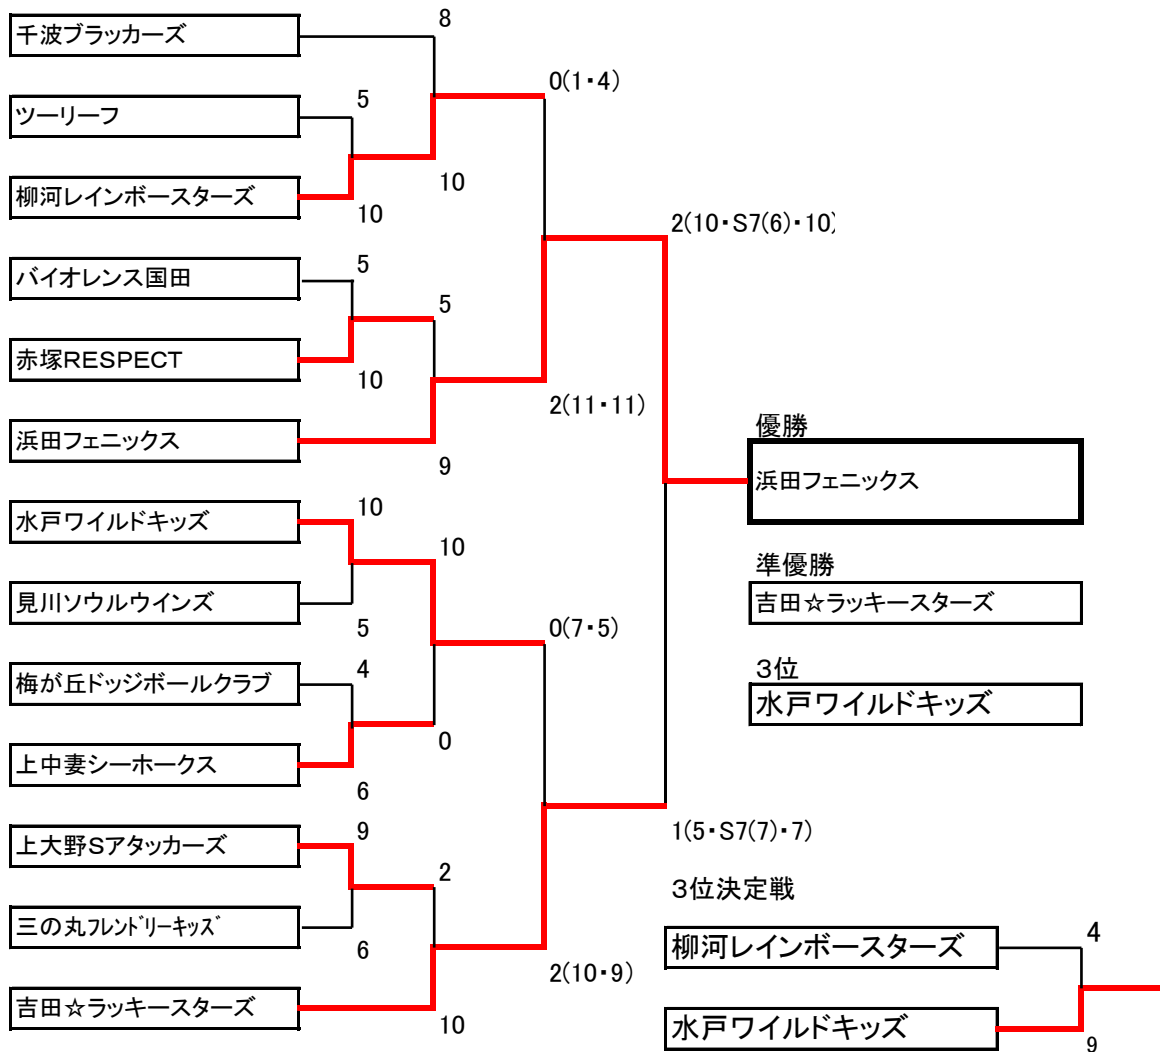 千波ブラッカーズ
8
0(1・4)
ツーリーフ
5
柳河レインボースターズ
10
10
2(10・S7(6)・10)
バイオレンス国田
5
5
赤塚RESPECT
10
2(11・11)
浜田フェニックス
9
優勝
浜田フェニックス
水戸ワイルドキッズ
10
10
準優勝
見川ソウルウインズ
5
0(7・5)
吉田☆ラッキースターズ
梅が丘ドッジボールクラブ
4
3位
水戸ワイルドキッズ
上中妻シーホークス
0
6
上大野Sアタッカーズ
9
1(5・S7(7)・7)
2
3位決定戦
三の丸フレンドリーキッズ
6
2(10・9)
柳河レインボースターズ
4
吉田☆ラッキースターズ
10
水戸ワイルドキッズ
9